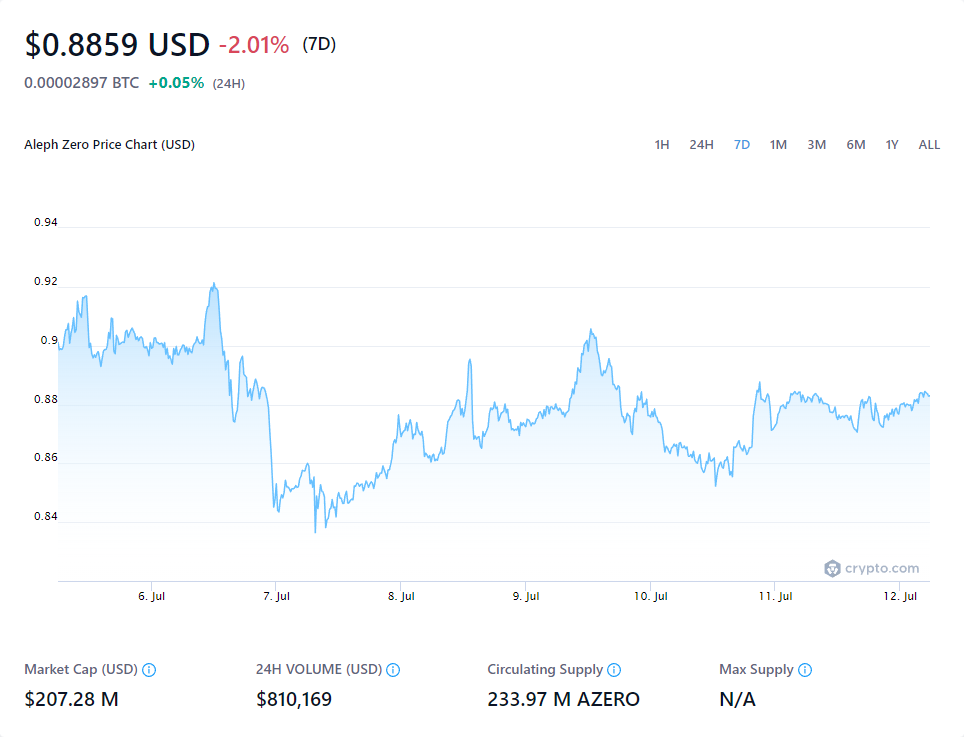 $0.8859 USD -2.01% (7D)
0.00002897 BTC +0.05% (24H)
Aleph Zero Price Chart (USD)
1H 24H 7D 1M 3M 6M 1Y ALL
0.94
0.92
0.9
0.88
0.86
0.84
crypto.com
6. Jul 7. Jul 8. Jul 9. Jul 10. Jul 11. Jul 12. Jul
Market Cap (USD) 24H VOLUME (USD) Circulating Supply Max Supply
$207.28 M $810,169 233.97 M AZERO N/A